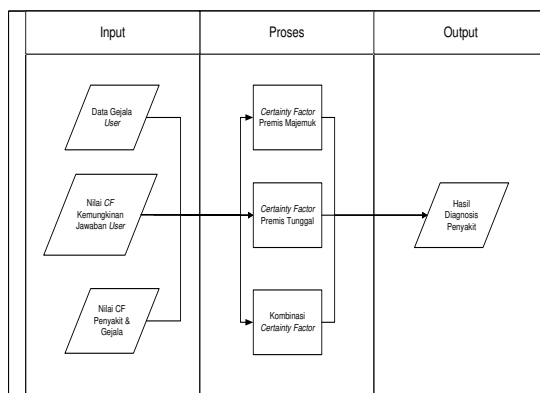 Input
Proses
Output
Data Gejala
User
Nilai CF
Kemungkinan
Jawaban User
Nilai CF
Penyakit &
Gejala
Certainty Factor
Premis Majemuk
Certainty Factor
Premis Tunggal
Kombinasi
Certainty Factor
Hasil
Diagnosis
Penyakit